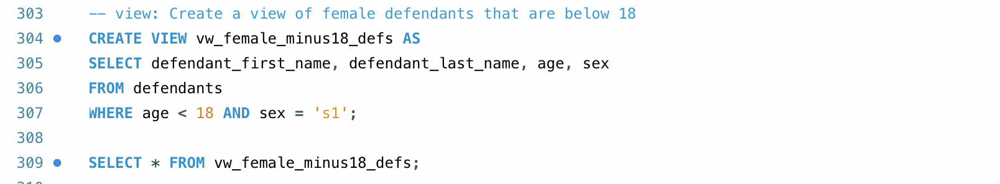 303 -- view: Create a view of female defendants that are below 18
304 CREATE VIEW vw_female_minus18_defs AS
305 SELECT defendant_first_name, defendant_last_name, age, sex
306 FROM defendants
307 WHERE age < 18 AND sex = 's1';
308
309 SELECT * FROM vw_female_minus18_defs;